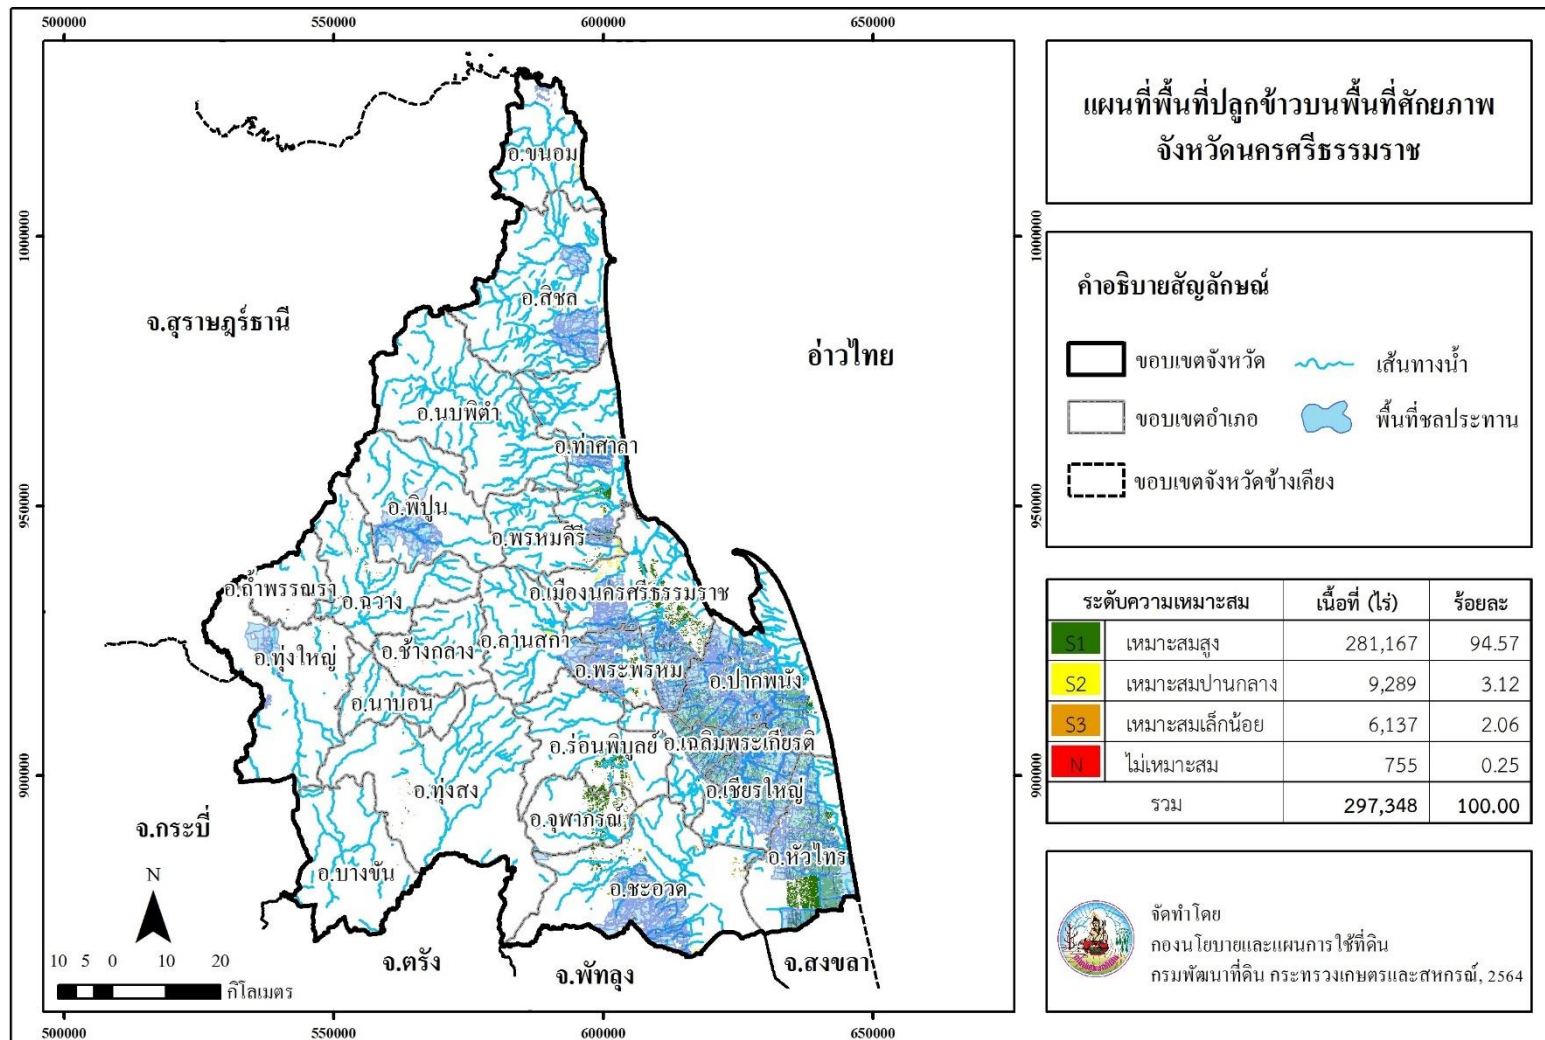 500000
550000
600000
650000
แผนที่พื้นที่ปลูกข้าวบนพื้นที่ศักยภาพ
จังหวัดนครศรีธรรมราช
1000000
950000
900000
1000000
950000
900000
อ.ขนอม
อ.สิชล
จ.สุราษฎร์ธานี
อ่าวไทย
อ.นบพิตำ
อ.ท่าศาลา
อ.พิปูน
อ.พรหมคีรี
อ.ถ้ำพรรณรา
อ.ฉวาง
อ.เมืองนครศรีธรรมราช
อ.ทุ่งใหญ่
อ.ช้างกลาง
อ.ลานสกา
อ.พระพรหม
อ.ปากพนัง
อ.นาบอน
อ.ร่อนพิบูลย์
อ.เฉลิมพระเกียรติ
อ.ทุ่งสง
อ.เชียรใหญ่
จ.กระบี่
อ.จุฬาภรณ์
อ.หัวไทร
อ.บางขัน
อ.ชะอวด
N
จ.ตรัง
จ.พัทลุง
จ.สงขลา
10 5 0 10 20
กิโลเมตร
500000
550000
600000
650000
คำอธิบายสัญลักษณ์
ขอบเขตจังหวัด
เส้นทางน้ำ
ขอบเขตอำเภอ
พื้นที่ชลประทาน
ขอบเขตจังหวัดข้างเคียง
ระดับความเหมาะสม เนื้อที่ (ไร่) ร้อยละ
S1 เหมาะสมสูง 281,167 94.57
S2 เหมาะสมปานกลาง 9,289 3.12
S3 เหมาะสมเล็กน้อย 6,137 2.06
N ไม่เหมาะสม 755 0.25
รวม 297,348 100.00
จัดทำโดย
กองนโยบายและแผนการใช้ที่ดิน
กรมพัฒนาที่ดิน กระทรวงเกษตรและสหกรณ์, 2564